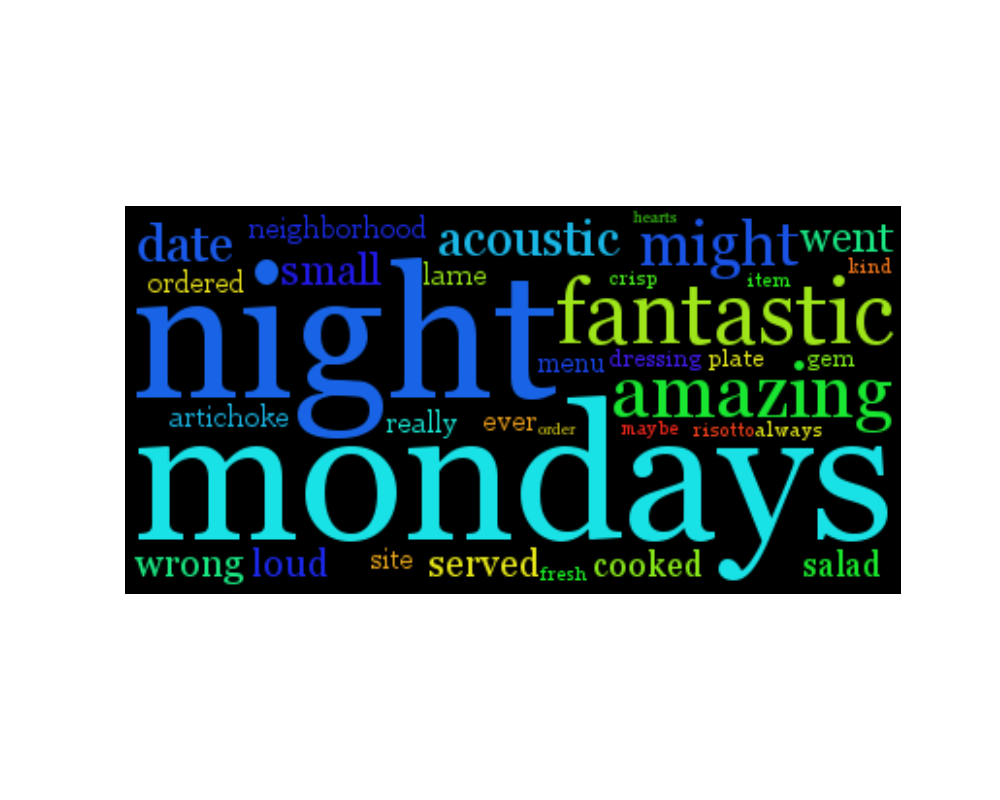 hearts
date neighborhood acoustic might went
ordered small lame crisp item kind
night fantastic
menu dressing plate gem
amazing
artichoke really ever order maybe risotto always
mondays
wrong loud site served fresh cooked salad